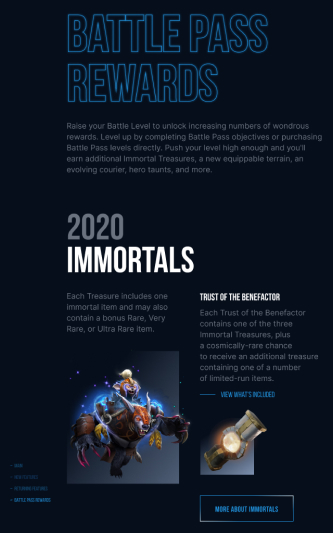 BATTLE PASS
REWARDS
Raise your Battle Level to unlock increasing numbers of wondrous
rewards. Level up by completing Battle Pass objectives or purchasing
Battle Pass levels directly. Push your level high enough and you'll
earn additional Immortal Treasures, a new equippable terrain, an
evolving courier, hero taunts, and more.
2020
IMMORTALS
Each Treasure includes one
Immortal item and may also
contain a bonus Rare, Very
Rare, or Ultra Rare item.
TRUST OF THE BENEFACTOR
Each Trust of the Benefactor
contains one of the three
Immortal Treasures, plus
a cosmically-rare chance
to receive an additional treasure
containing one of a number
of limited-run items.
VIEW WHAT'S INCLUDED
MORE ABOUT IMMORTALS
BATTLE PASS REWARDS